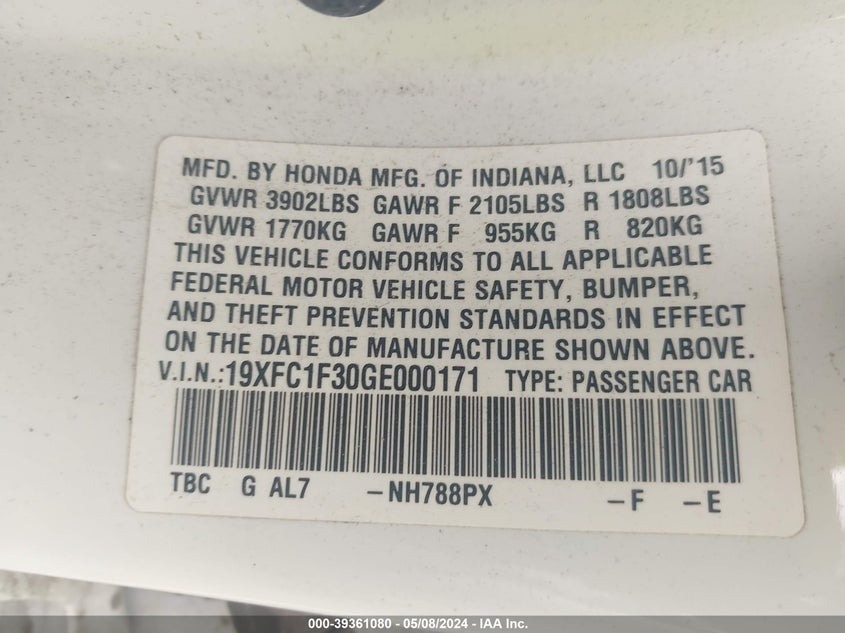 MFD. BY HONDA MFG. OF INDIANA, LLC 10/'15
GVWR 3902LBS GAWR F 2105LBS R 1808LBS
GVWR 1770KG GAWR F 955KG R 820KG
THIS VEHICLE CONFORMS TO ALL APPLICABLE
FEDERAL MOTOR VEHICLE SAFETY, BUMPER,
AND THEFT PREVENTION STANDARDS IN EFFECT
ON THE DATE OF MANUFACTURE SHOWN ABOVE.
V.I.N.:19XFC1F30GE000171 TYPE: PASSENGER CAR
TBC G AL7 –NH788PX –F –E
000-39361080 - 05/08/2024 - IAA Inc.